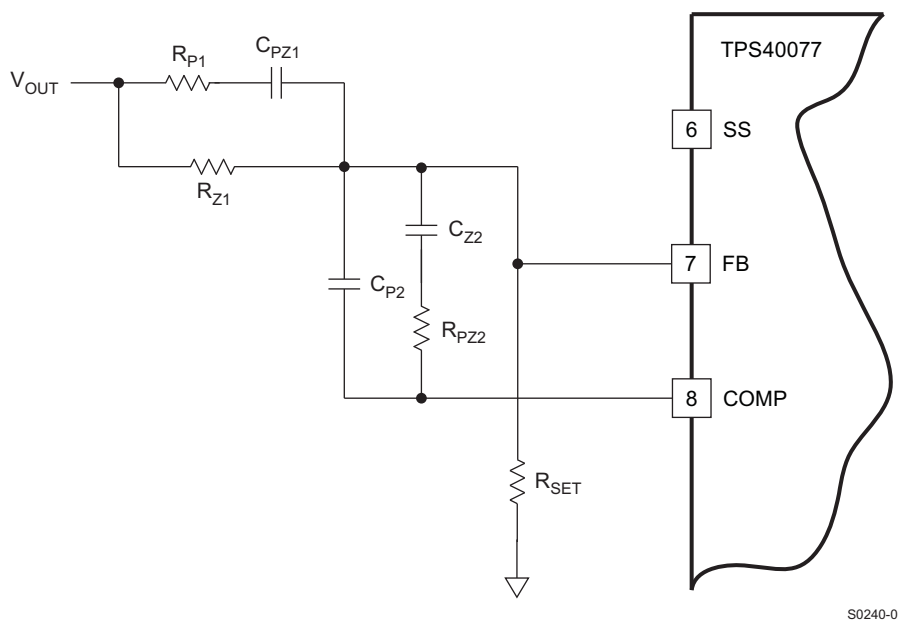 TPS40077
R_P1
C_PZ1
V_OUT
6 SS
R_Z1
C_Z2
7 FB
C_P2
R_PZ2
8 COMP
R_SET
S0240-0